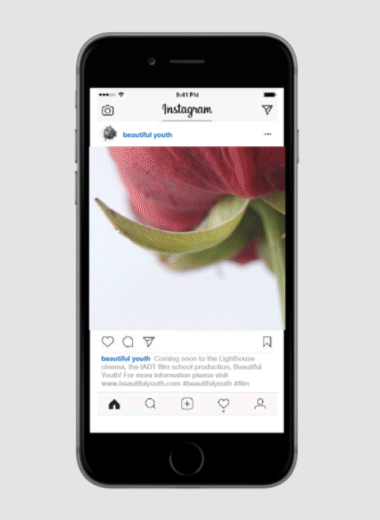 9:41 PM
Instagram
beautiful youth
beautiful youth Coming soon to the Lighthouse
cinema, the IADT film school production, Beautiful
Youth! For more information please visit
www.beautifulyouth.com #beautifulyouth #film